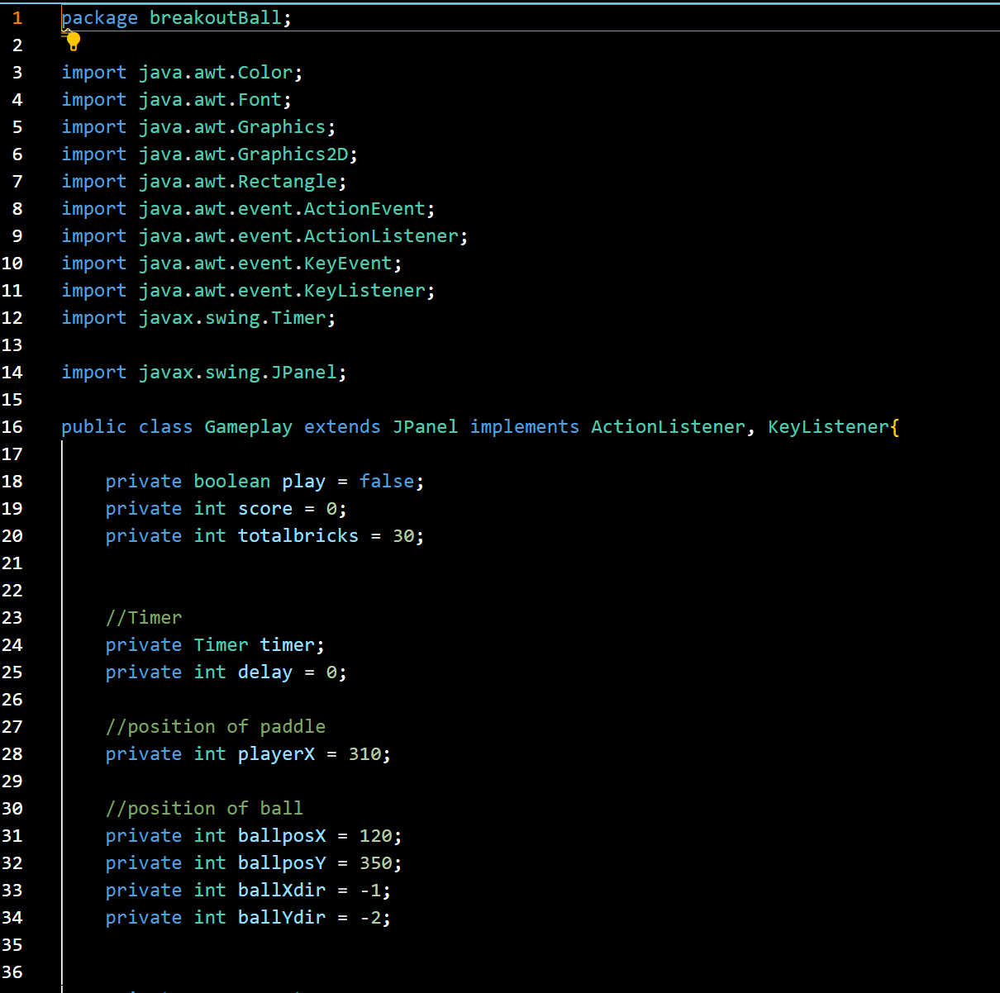 1 package breakoutBall;
2
3 import java.awt.Color;
4 import java.awt.Font;
5 import java.awt.Graphics;
6 import java.awt.Graphics2D;
7 import java.awt.Rectangle;
8 import java.awt.event.ActionEvent;
9 import java.awt.event.ActionListener;
10 import java.awt.event.KeyEvent;
11 import java.awt.event.KeyListener;
12 import javax.swing.Timer;
13
14 import javax.swing.JPanel;
15
16 public class Gameplay extends JPanel implements ActionListener, KeyListener{
17
18 private boolean play = false;
19 private int score = 0;
20 private int totalbricks = 30;
21
22
23 //Timer
24 private Timer timer;
25 private int delay = 0;
26
27 //position of paddle
28 private int playerX = 310;
29
30 //position of ball
31 private int ballposX = 120;
32 private int ballposY = 350;
33 private int ballXdir = -1;
34 private int ballYdir = -2;
35
36